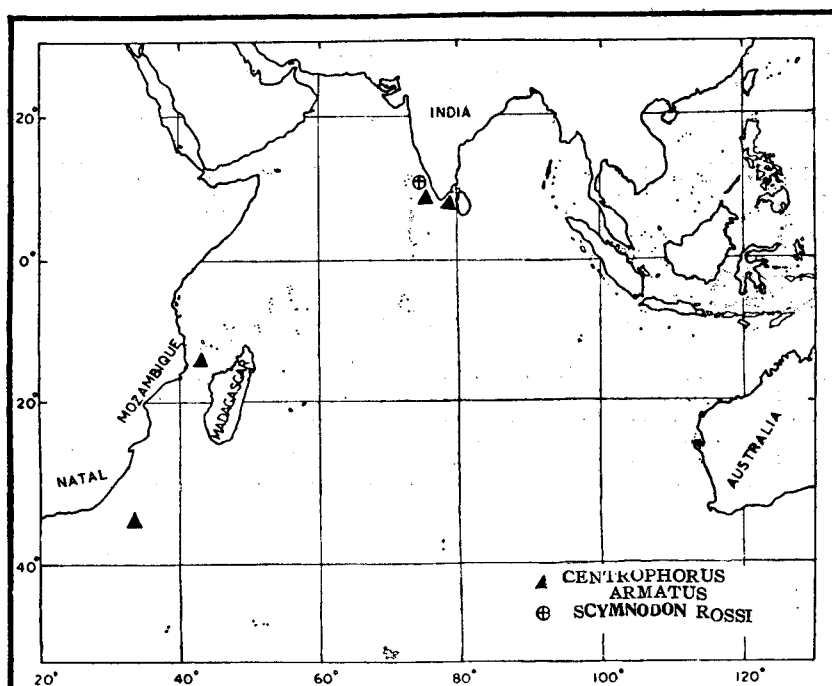 INDIA
20°
0°
MOZAMBIQUE
MADAGASCAR
20°
NATAL
AUSTRALIA
40°
▲ CENTROPHORUS
ARMATUS
⊕ SCYMNODON ROSSI
20° 40° 60° 80° 100° 120°